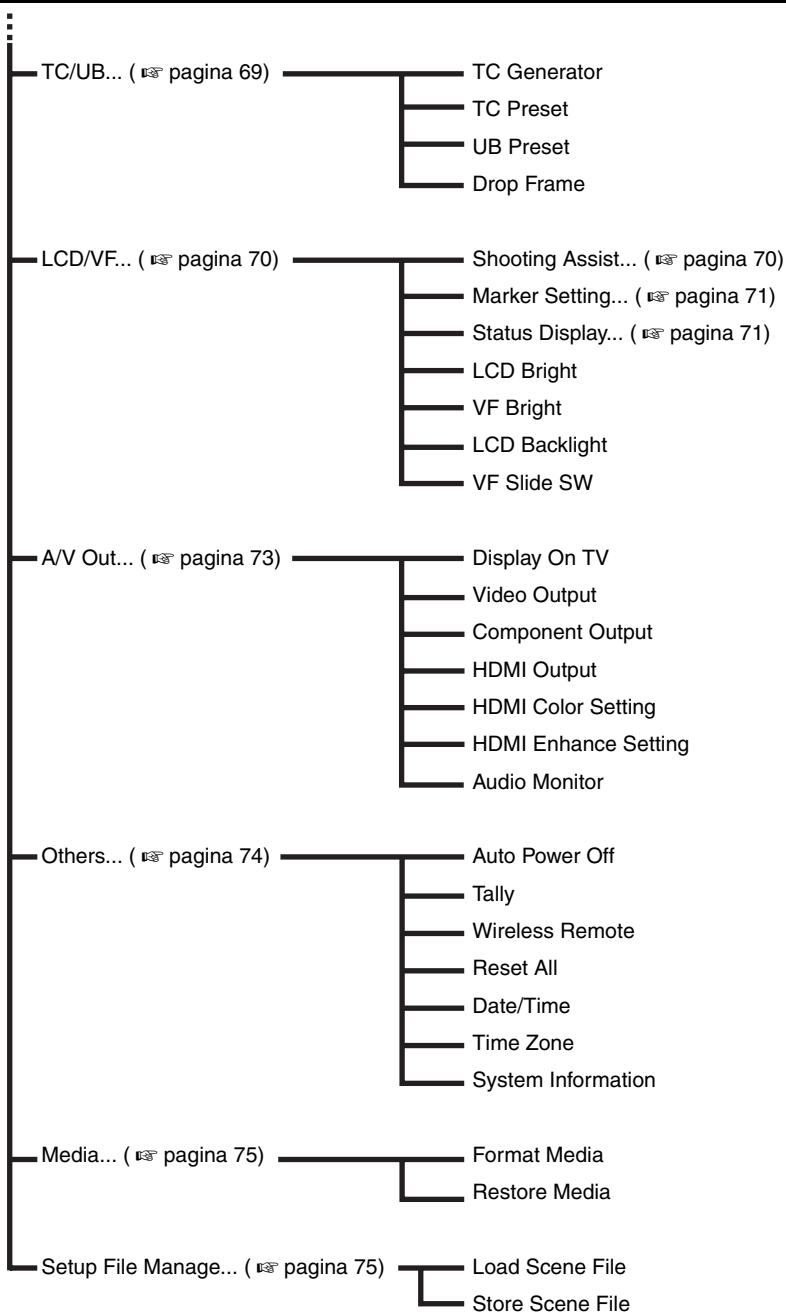 TC/UB... ( ☞ pagina 69)
TC Generator
TC Preset
UB Preset
Drop Frame
LCD/VF... ( ☞ pagina 70)
Shooting Assist... ( ☞ pagina 70)
Marker Setting... ( ☞ pagina 71)
Status Display... ( ☞ pagina 71)
LCD Bright
VF Bright
LCD Backlight
VF Slide SW
A/V Out... ( ☞ pagina 73)
Display On TV
Video Output
Component Output
HDMI Output
HDMI Color Setting
HDMI Enhance Setting
Audio Monitor
Others... ( ☞ pagina 74)
Auto Power Off
Tally
Wireless Remote
Reset All
Date/Time
Time Zone
System Information
Media... ( ☞ pagina 75)
Format Media
Restore Media
Setup File Manage... ( ☞ pagina 75)
Load Scene File
Store Scene File